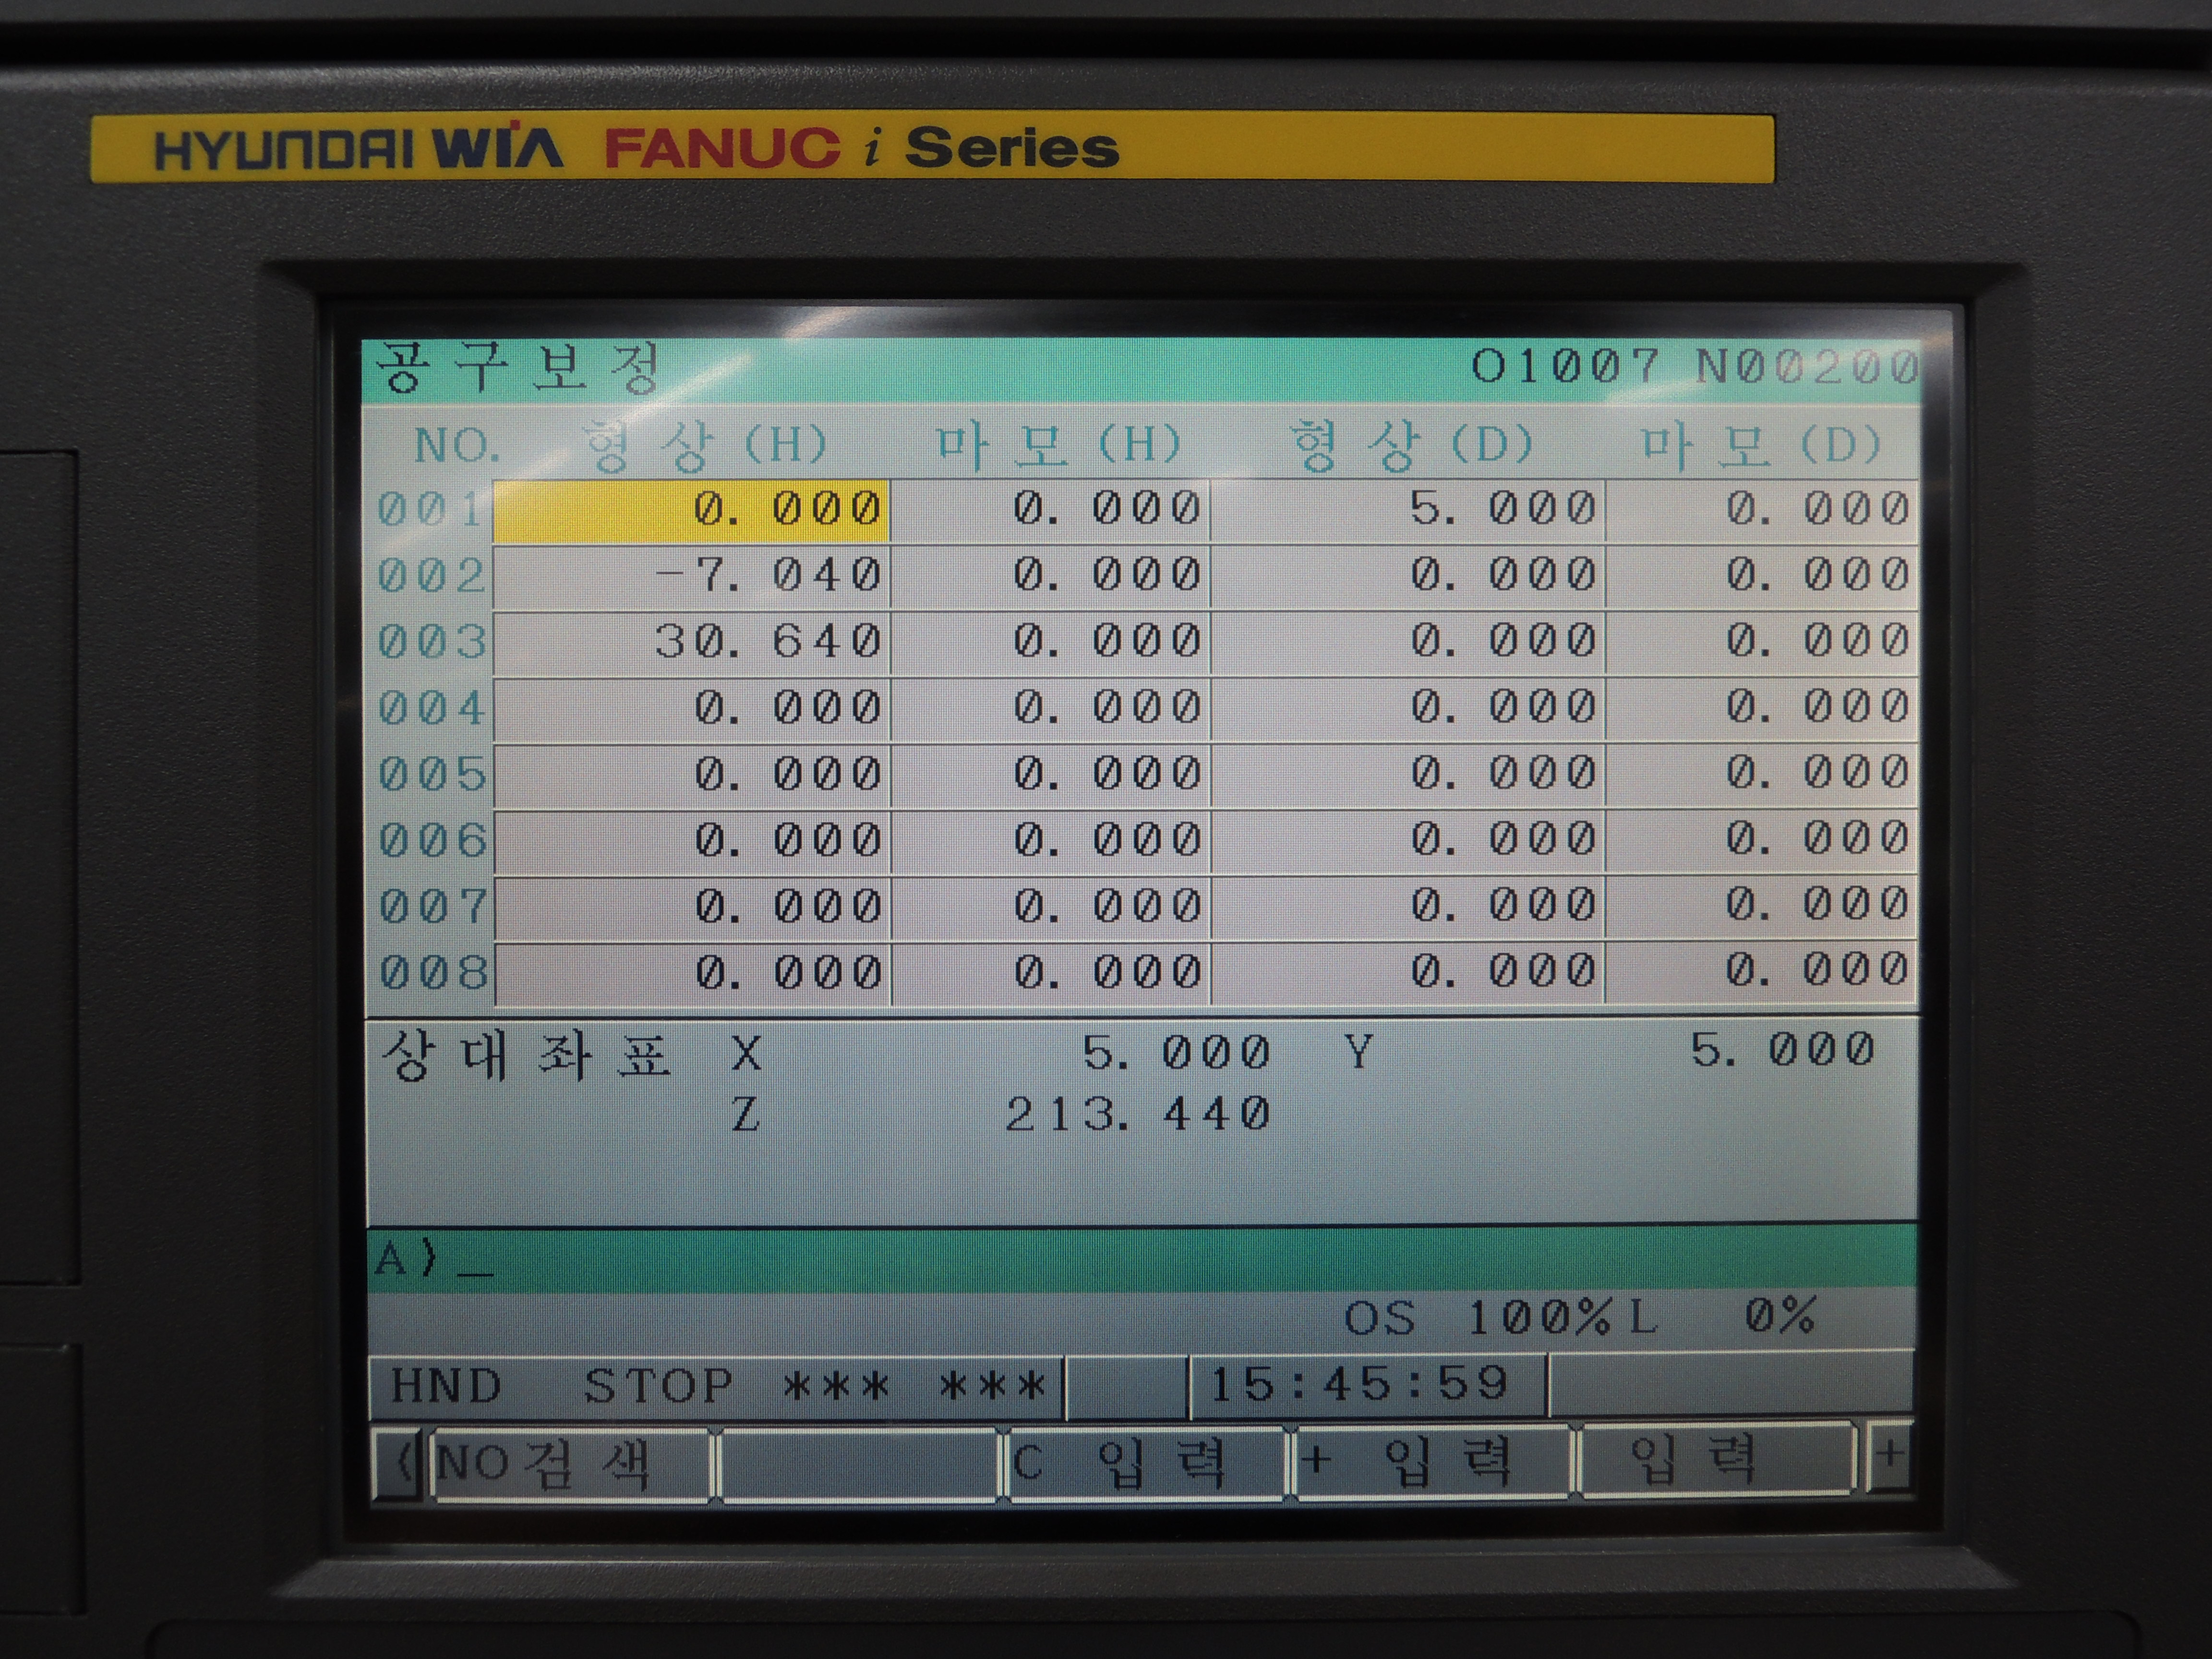 HYUNDAI WIA FANUC i Series
공구보정 O1007 N00200
NO. 형상(H) 마모(H) 형상(D) 마모(D)
001 0.000 0.000 5.000 0.000
002 -7.040 0.000 0.000 0.000
003 30.640 0.000 0.000 0.000
004 0.000 0.000 0.000 0.000
005 0.000 0.000 0.000 0.000
006 0.000 0.000 0.000 0.000
007 0.000 0.000 0.000 0.000
008 0.000 0.000 0.000 0.000
상대좌표 X 5.000 Y 5.000
Z 213.440
A)_
OS 100% L 0%
HND STOP *** *** 15:45:59
( NO검색 C 입력 + 입력 입력 +